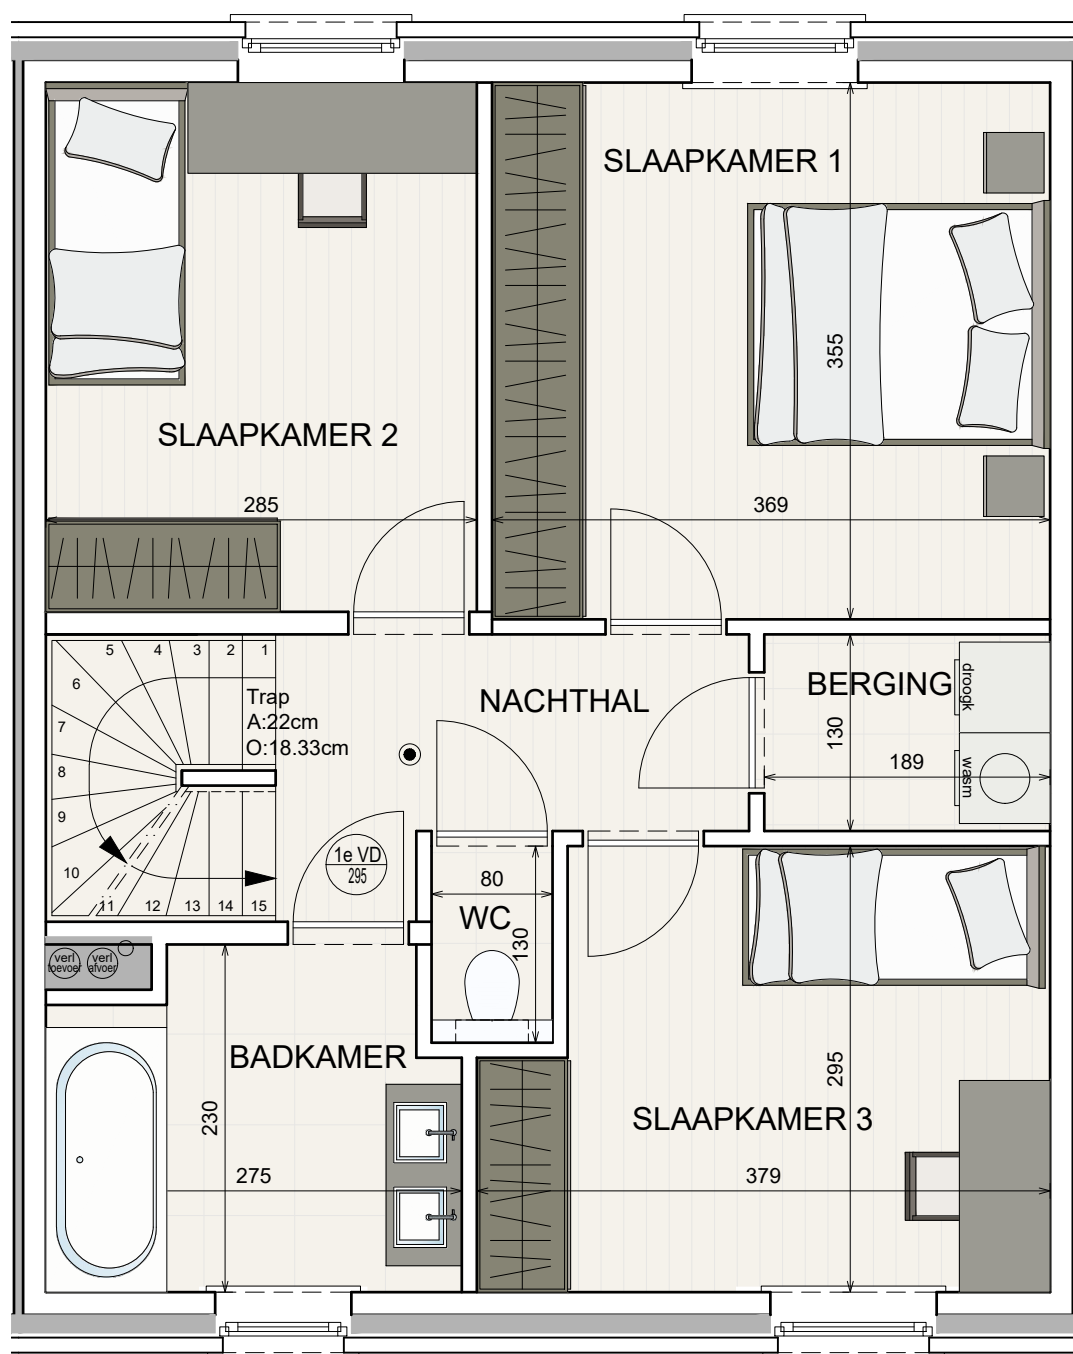 SLAAPKAMER 1
355
SLAAPKAMER 2
285
369
5
4
3
2
1
6
7
8
9
10
11
12
13
14
15
Trap
A:22cm
O:18.33cm
NACHTHAL
BERGING
droogk
130
189
wasm
1e VD
295
80
WC
130
verl
toevoer
verl
afvoer
BADKAMER
230
275
295
SLAAPKAMER 3
379